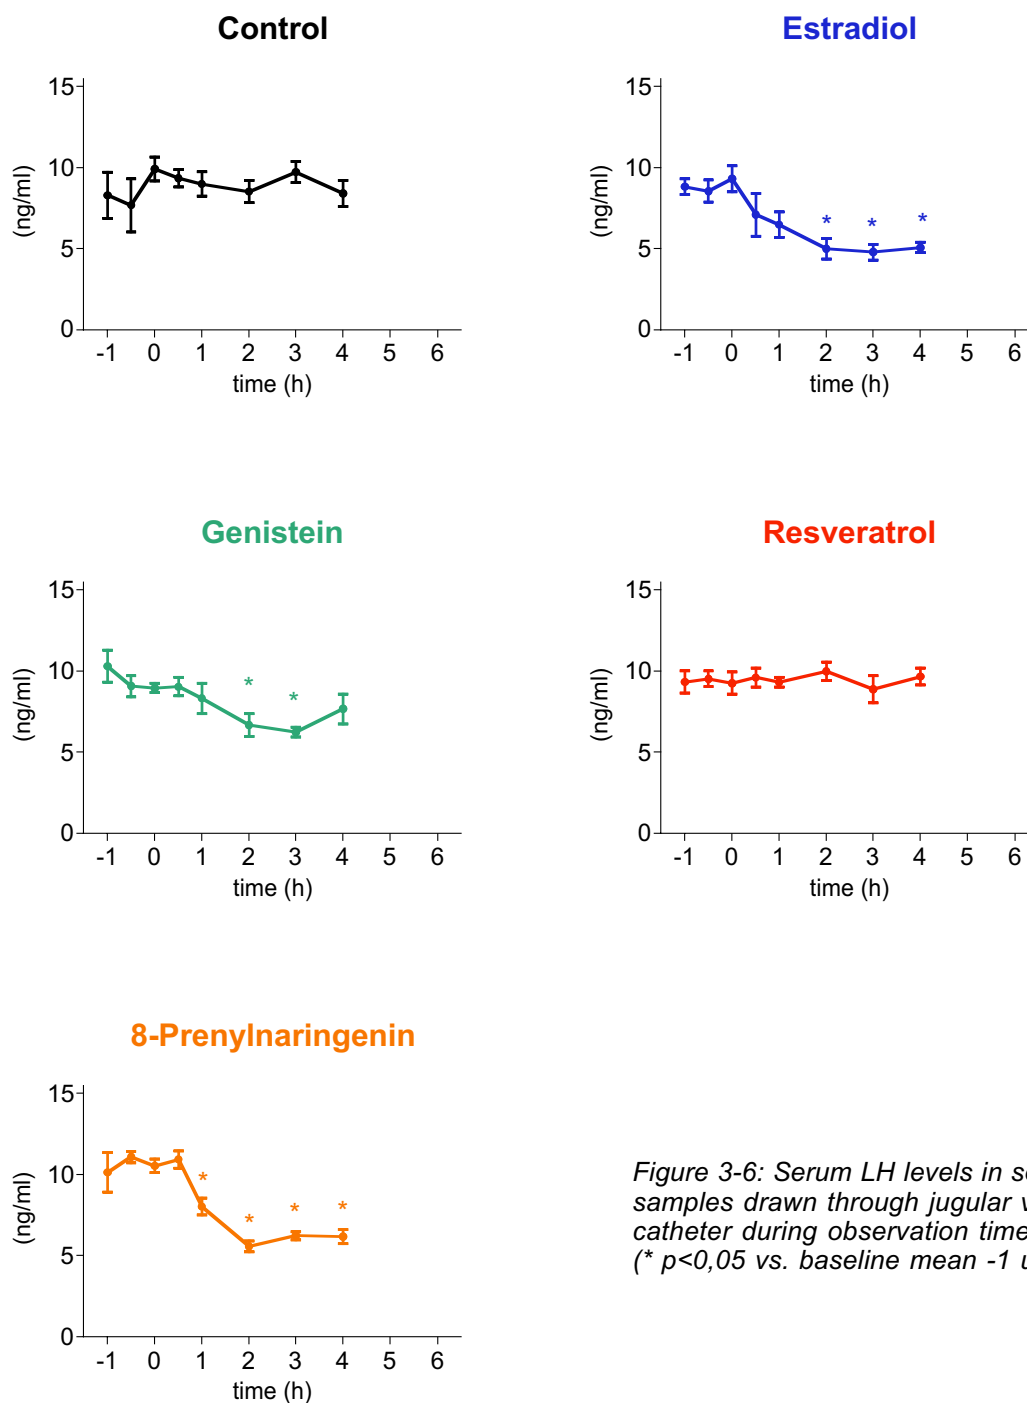 Control
15
10
5
0
(ng/ml)
-1 0 1 2 3 4 5 6
time (h)
Estradiol
15
10
5
0
(ng/ml)
* * *
-1 0 1 2 3 4 5 6
time (h)
Genistein
15
10
5
0
(ng/ml)
* *
-1 0 1 2 3 4 5 6
time (h)
Resveratrol
15
10
5
0
(ng/ml)
-1 0 1 2 3 4 5 6
time (h)
8-Prenylnaringenin
15
10
5
0
(ng/ml)
* * * *
-1 0 1 2 3 4 5 6
time (h)
Figure 3-6: Serum LH levels in
samples drawn through jugular
catheter during observation time
(* p<0,05 vs. baseline mean -1